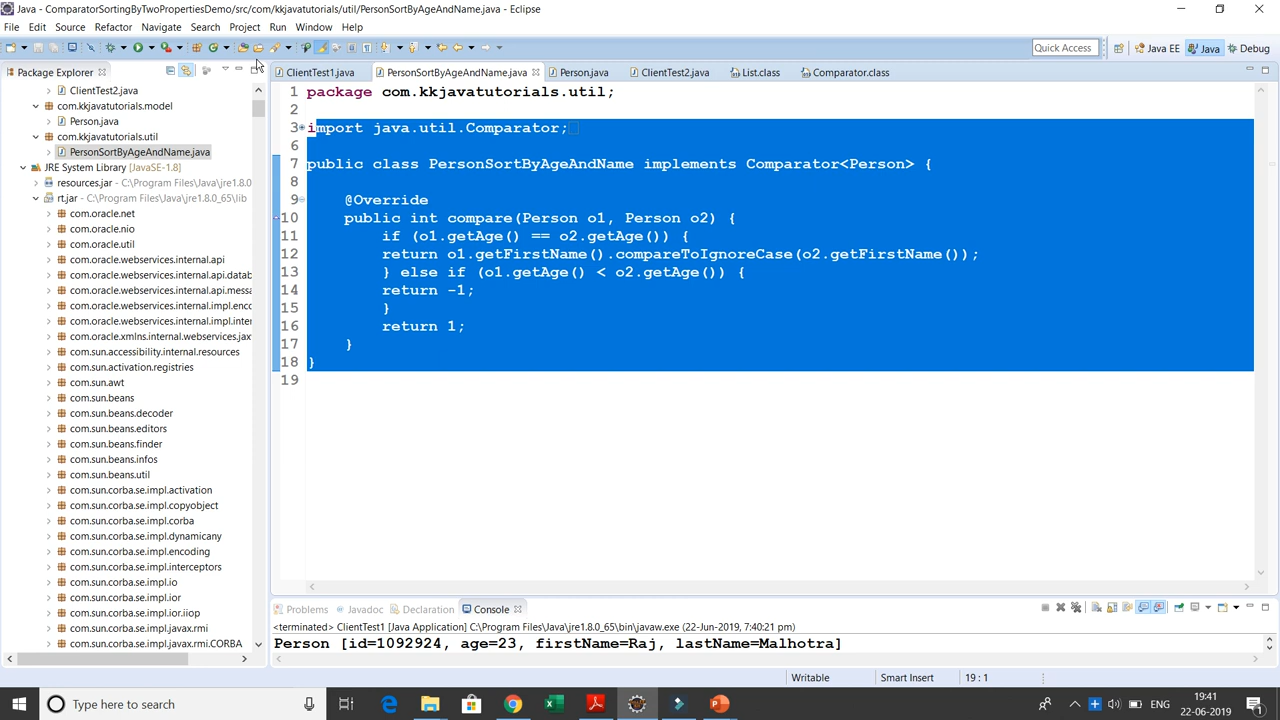 Java - ComparatorSortingByTwoPropertiesDemo/src/com/kkjavatutorials/util/PersonSortByAgeAndName.java - Eclipse
File Edit Source Refactor Navigate Search Project Run Window Help
Quick Access Java EE Java Debug
Package Explorer
ClientTest1.java PersonSortByAgeAndName.java Person.java ClientTest2.java List.class Comparator.class
ClientTest2.java
com.kkjavatutorials.model
Person.java
com.kkjavatutorials.util
PersonSortByAgeAndName.java
JRE System Library [JavaSE-1.8]
resources.jar - C:\Program Files\Java\jre1.8.0
rt.jar - C:\Program Files\Java\jre1.8.0_65\lib
com.oracle.net
com.oracle.nio
com.oracle.util
com.oracle.webservices.internal.api
com.oracle.webservices.internal.api.datab
com.oracle.webservices.internal.api.messa
com.oracle.webservices.internal.impl.enco
com.oracle.webservices.internal.impl.inter
com.oracle.xmlns.internal.webservices.jax
com.sun.accessibility.internal.resources
com.sun.activation.registries
com.sun.awt
com.sun.beans
com.sun.beans.decoder
com.sun.beans.editors
com.sun.beans.finder
com.sun.beans.infos
com.sun.beans.util
com.sun.corba.se.impl.activation
com.sun.corba.se.impl.copyobject
com.sun.corba.se.impl.corba
com.sun.corba.se.impl.dynamicany
com.sun.corba.se.impl.encoding
com.sun.corba.se.impl.interceptors
com.sun.corba.se.impl.io
com.sun.corba.se.impl.ior
com.sun.corba.se.impl.ior.iiop
com.sun.corba.se.impl.javax.rmi
com.sun.corba.se.impl.javax.rmi.CORBA
1 package com.kkjavatutorials.util;
2
3 import java.util.Comparator;
6
7 public class PersonSortByAgeAndName implements Comparator<Person> {
8
9 @Override
10 public int compare(Person o1, Person o2) {
11 if (o1.getAge() == o2.getAge()) {
12 return o1.getFirstName().compareToIgnoreCase(o2.getFirstName());
13 } else if (o1.getAge() < o2.getAge()) {
14 return -1;
15 }
16 return 1;
17 }
18 }
19
Problems Javadoc Declaration Console
<terminated> ClientTest1 [Java Application] C:\Program Files\Java\jre1.8.0_65\bin\javaw.exe (22-Jun-2019, 7:40:21 pm)
Person [id=1092924, age=23, firstName=Raj, lastName=Malhotra]
Writable Smart Insert 19 : 1
Type here to search
ENG
19:41
22-06-2019